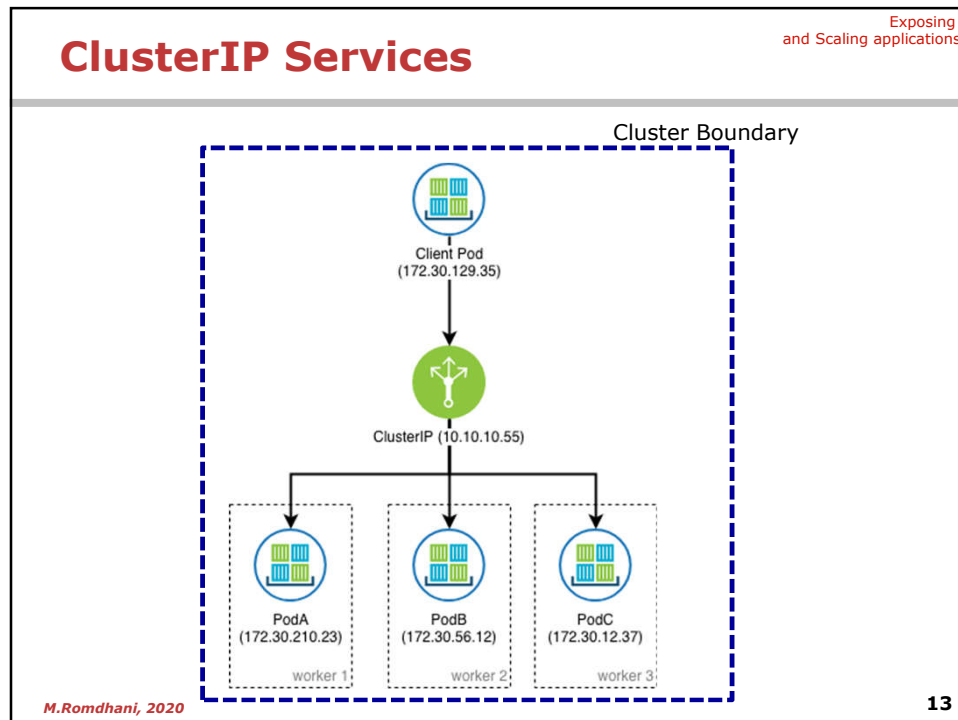 Exposing
and Scaling applications
ClusterIP Services
Cluster Boundary
Client Pod
(172.30.129.35)
ClusterIP (10.10.10.55)
PodA
(172.30.210.23)
worker 1
PodB
(172.30.56.12)
worker 2
PodC
(172.30.12.37)
worker 3
M.Romdhani, 2020
13